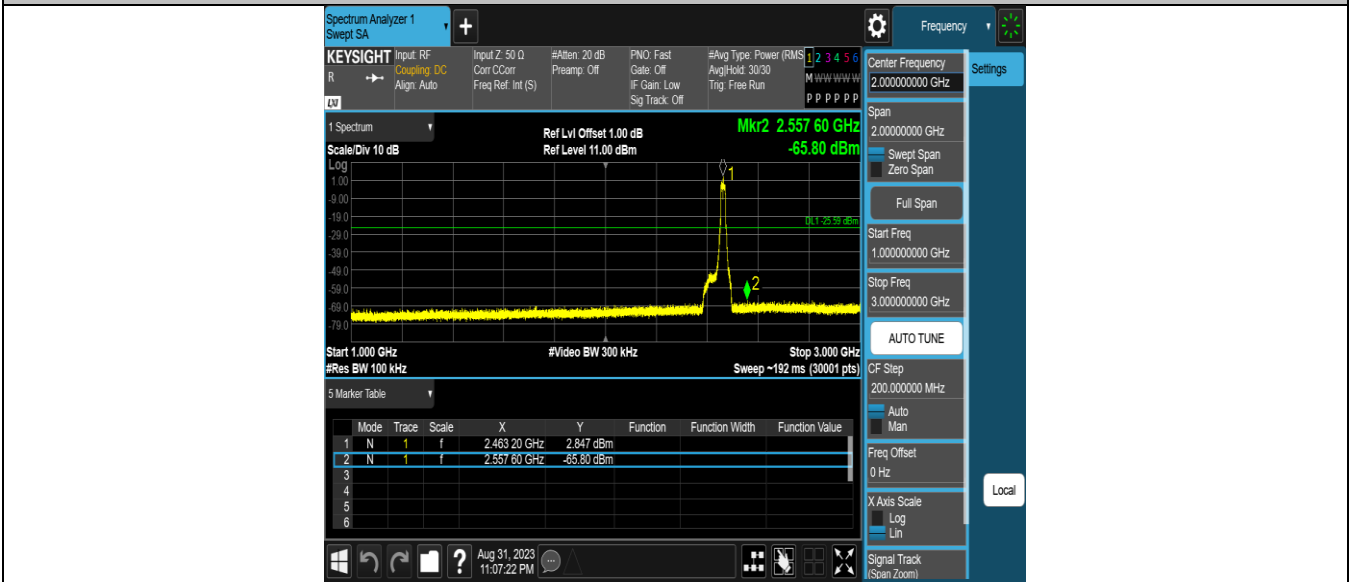 Spectrum Analyzer 1
Swept SA
+
Frequency
KEYSIGHT
R
LXI
Input: RF
Coupling: DC
Align: Auto
Input Z: 50 Ω
Corr CCorr
Freq Ref: Int (S)
#Atten: 20 dB
Preamp: Off
PNO: Fast
Gate: Off
IF Gain: Low
Sig Track: Off
#Avg Type: Power (RMS
Avg|Hold: 30/30
Trig: Free Run
1 2 3 4 5 6
M W W W W W
P P P P P P
1 Spectrum
Scale/Div 10 dB
Ref Lvl Offset 1.00 dB
Ref Level 11.00 dBm
Mkr2 2.557 60 GHz
-65.80 dBm
Log
1.00
-9.00
-19.0
-29.0
-39.0
-49.0
-59.0
-69.0
-79.0
1
DL1 -25.59 dBm
2
Start 1.000 GHz
#Video BW 300 kHz
Stop 3.000 GHz
#Res BW 100 kHz
Sweep ~192 ms (30001 pts)
5 Marker Table
Mode Trace Scale X Y Function Function Width Function Value
1 N 1 f 2.463 20 GHz 2.847 dBm
2 N 1 f 2.557 60 GHz -65.80 dBm
3
4
5
6
?
Aug 31, 2023
11:07:22 PM
Center Frequency
2.000000000 GHz
Settings
Span
2.00000000 GHz
Swept Span
Zero Span
Full Span
Start Freq
1.000000000 GHz
Stop Freq
3.000000000 GHz
AUTO TUNE
CF Step
200.000000 MHz
Auto
Man
Freq Offset
0 Hz
X Axis Scale
Log
Lin
Local
Signal Track
(Span Zoom)